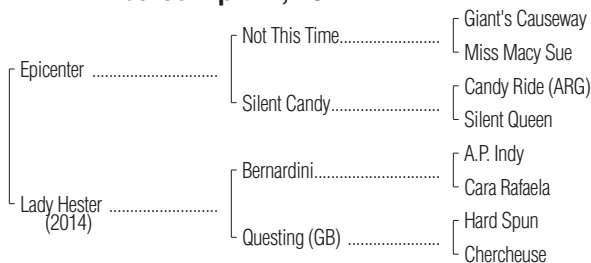 Giant's Causeway
Not This Time
Miss Macy Sue
Epicenter
Candy Ride (ARG)
Silent Candy
Silent Queen
A.P. Indy
Bernardini
Cara Rafaela
Lady Hester
(2014)
Hard Spun
Questing (GB)
Chercheuse